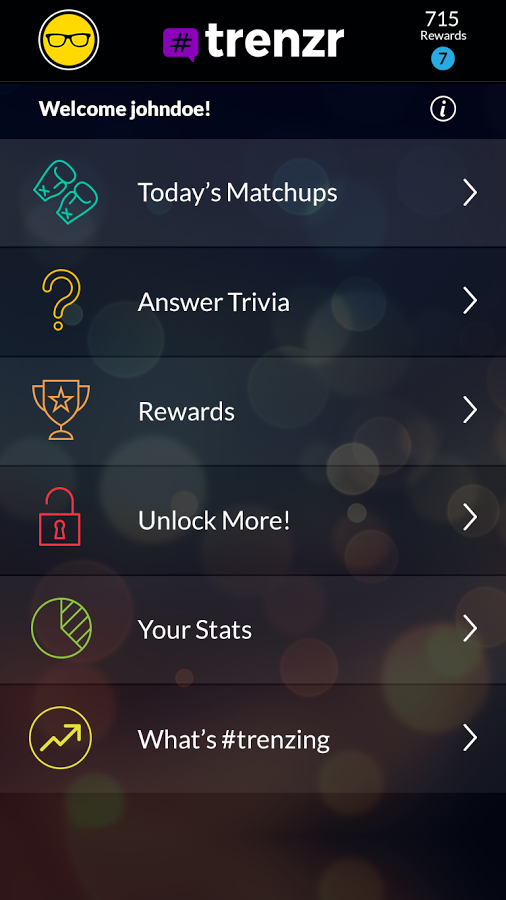 #trenzr
715
Rewards
7
Welcome johndoe!
i
Today’s Matchups
Answer Trivia
Rewards
Unlock More!
Your Stats
What’s #trenzing